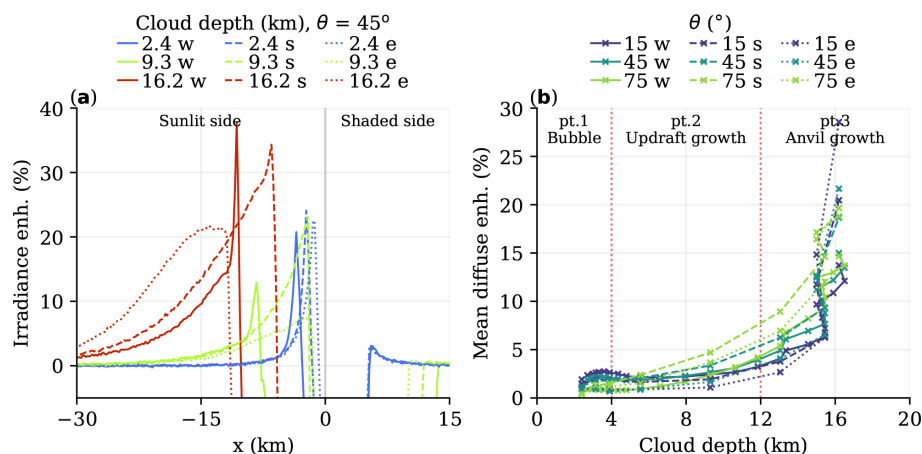 Cloud depth (km), θ = 45°
2.4 w 2.4 s 2.4 e
9.3 w 9.3 s 9.3 e
16.2 w 16.2 s 16.2 e
(a)
Sunlit side Shaded side
Irradiance enh. (%)
40
30
20
10
0
−30 −15 0 15
x (km)
θ (°)
15 w 15 s 15 e
45 w 45 s 45 e
75 w 75 s 75 e
(b)
pt.1 pt.2 pt.3
Bubble Updraft growth Anvil growth
Mean diffuse enh. (%)
30
25
20
15
10
5
0
0 4 8 12 16 20
Cloud depth (km)